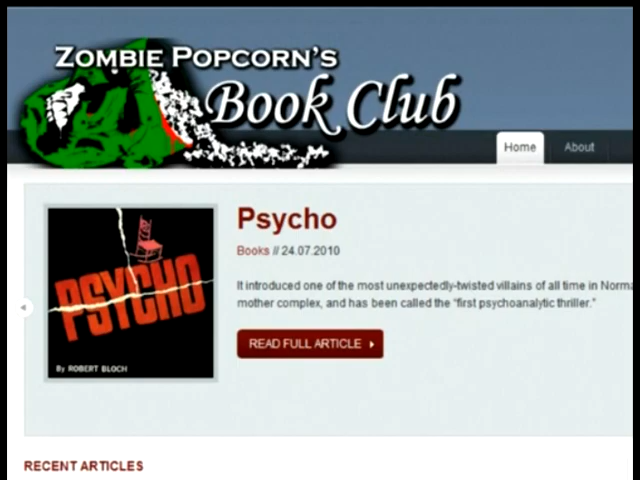 ZOMBIE POPCORN'S
Book Club
Home
About
PSYCHO
By ROBERT BLOCH
Psycho
Books // 24.07.2010
It introduced one of the most unexpectedly-twisted villains of all time in Norma
mother complex, and has been called the “first psychoanalytic thriller.”
READ FULL ARTICLE
RECENT ARTICLES